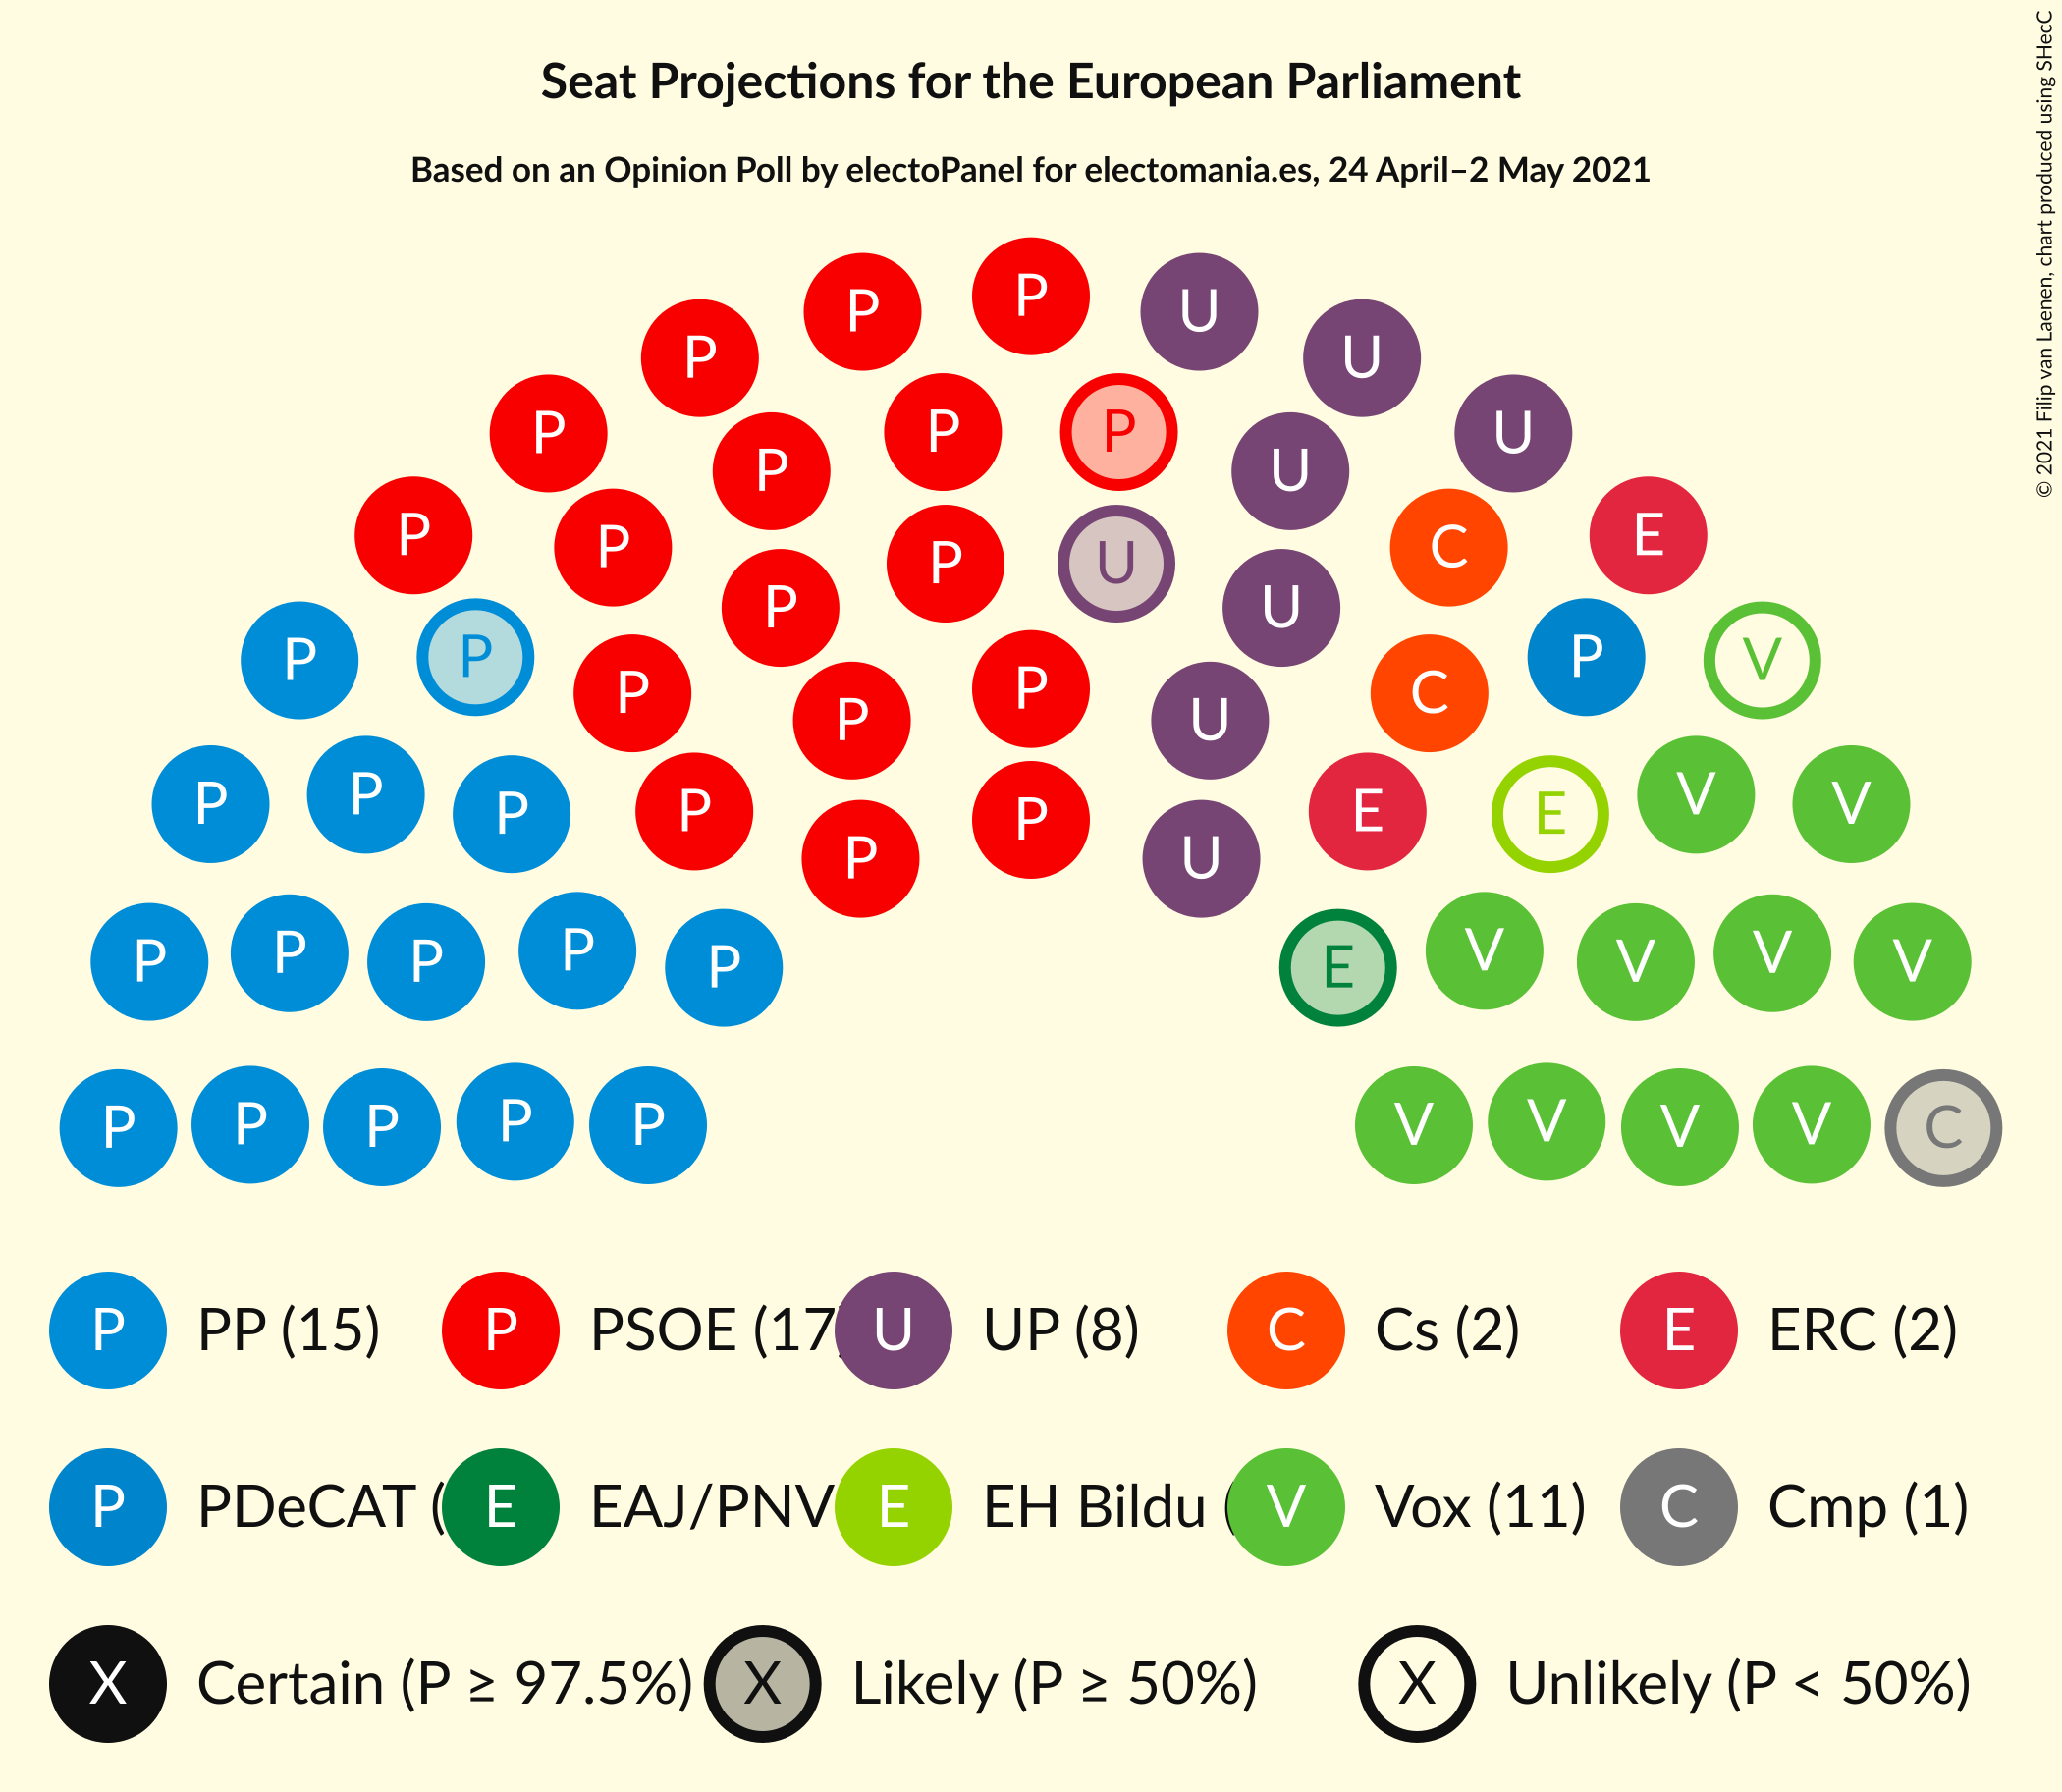 Seat Projections for the European Parliament
Based on an Opinion Poll by electoPanel for electomania.es, 24 April–2 May 2021
© 2021 Filip van Laenen, chart produced using SHecC
P P U
P U
P P U
P P U
P U
P P C E
P P U
P P U
P P P V
P P C
P P U
P P V V
P P E E
P P U
P P P P P E V V V V
P P P P P V V V V C
P PP (15) P PSOE (17 U UP (8) C Cs (2) E ERC (2)
P PDeCAT ( E EAJ/PNV E EH Bildu ( V Vox (11) C Cmp (1)
X Certain (P ≥ 97.5%) X Likely (P ≥ 50%) X Unlikely (P < 50%)